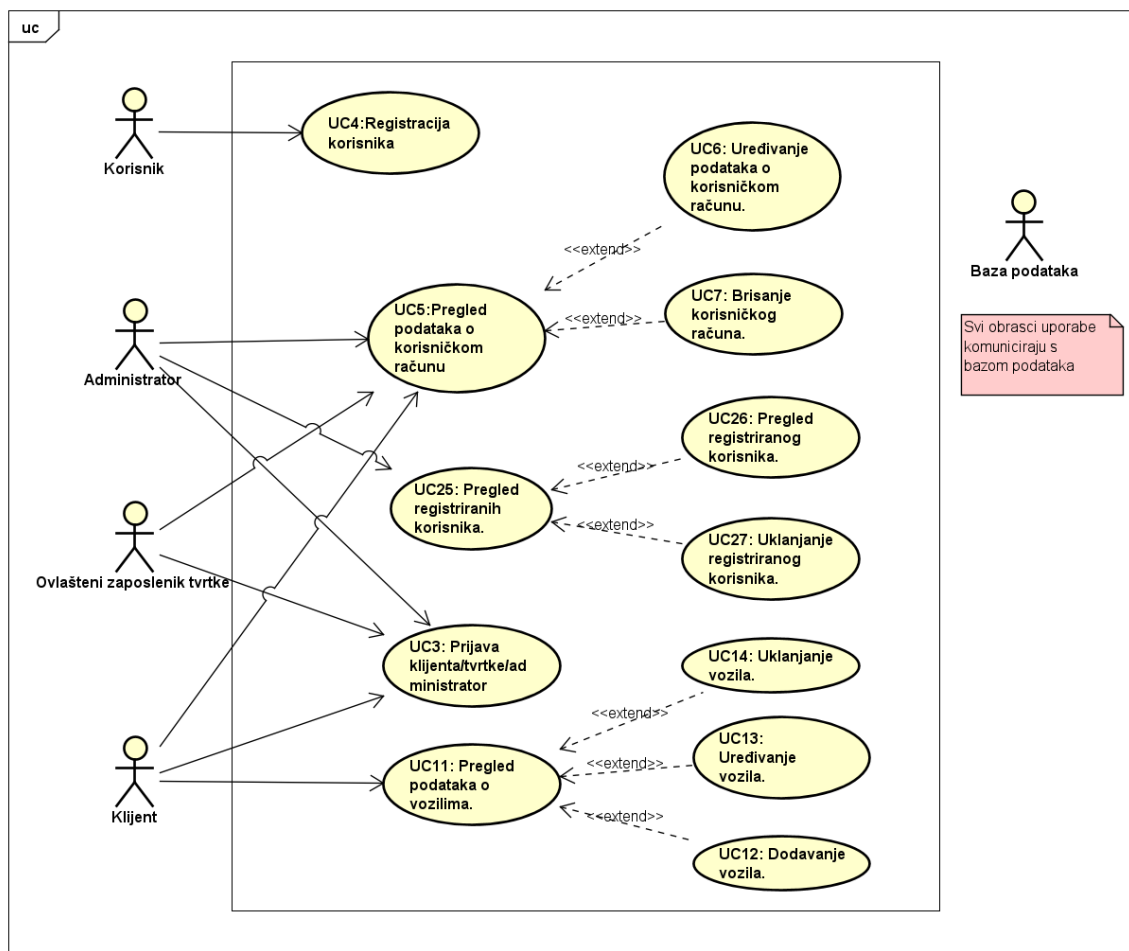 uc
Korisnik
UC4:Registracija
korisnika
UC6: Uređivanje
podataka o
korisničkom
računu.
Baza podataka
Svi obrasci uporabe
komuniciraju s
bazom podataka
<<extend>>
UC7: Brisanje
korisničkog
računa.
<<extend>>
Administrator
UC5:Pregled
podataka o
korisničkom
računu
UC26: Pregled
registriranog
korisnika.
<<extend>>
UC25: Pregled
registriranih
korisnika.
<<extend>>
UC27: Uklanjanje
registriranog
korisnika.
Ovlašteni zaposlenik tvrtke
UC3: Prijava
klijenta/tvrtke/ad
ministrator
UC14: Uklanjanje
vozila.
<<extend>>
UC13:
Uređivanje
vozila.
<<extend>>
Klijent
UC11: Pregled
podataka o
vozilima.
<<extend>>
UC12: Dodavanje
vozila.